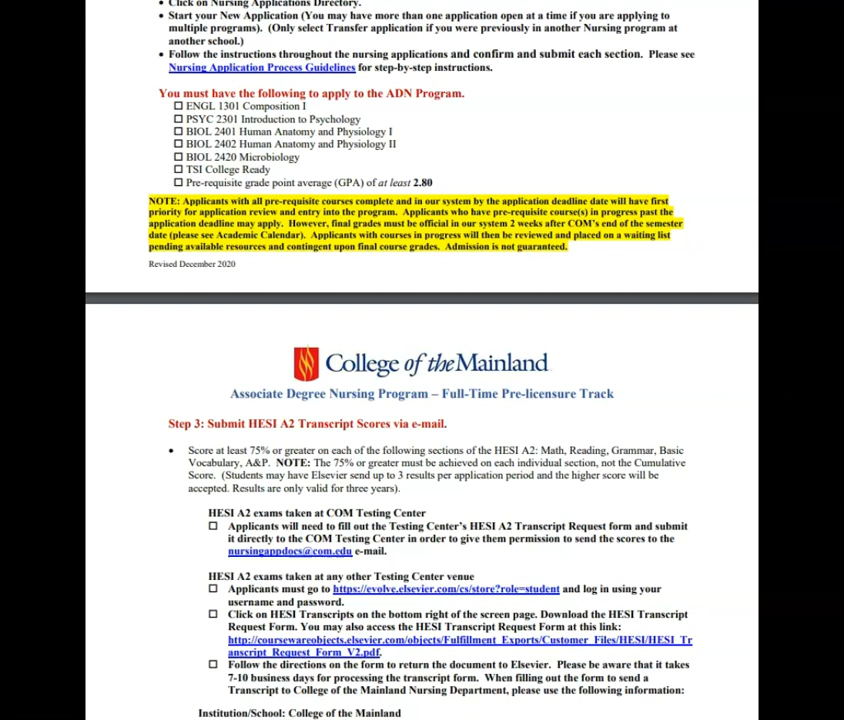 Click on Nursing Applications Directory.
• Start your New Application (You may have more than one application open at a time if you are applying to
multiple programs). (Only select Transfer application if you were previously in another Nursing program at
another school.)
• Follow the instructions throughout the nursing applications and confirm and submit each section. Please see
Nursing Application Process Guidelines for step-by-step instructions.
You must have the following to apply to the ADN Program.
☐ ENGL 1301 Composition I
☐ PSYC 2301 Introduction to Psychology
☐ BIOL 2401 Human Anatomy and Physiology I
☐ BIOL 2402 Human Anatomy and Physiology II
☐ BIOL 2420 Microbiology
☐ TSI College Ready
☐ Pre-requisite grade point average (GPA) of at least 2.80
NOTE: Applicants with all pre-requisite courses complete and in our system by the application deadline date will have first
priority for application review and entry into the program. Applicants who have pre-requisite course(s) in progress past the
application deadline may apply. However, final grades must be official in our system 2 weeks after COM's end of the semester
date (please see Academic Calendar). Applicants with courses in progress will then be reviewed and placed on a waiting list
pending available resources and contingent upon final course grades. Admission is not guaranteed.
Revised December 2020
College of the Mainland
Associate Degree Nursing Program – Full-Time Pre-licensure Track
Step 3: Submit HESI A2 Transcript Scores via e-mail.
• Score at least 75% or greater on each of the following sections of the HESI A2: Math, Reading, Grammar, Basic
Vocabulary, A&P. NOTE: The 75% or greater must be achieved on each individual section, not the Cumulative
Score. (Students may have Elsevier send up to 3 results per application period and the higher score will be
accepted. Results are only valid for three years).
HESI A2 exams taken at COM Testing Center
☐ Applicants will need to fill out the Testing Center's HESI A2 Transcript Request form and submit
it directly to the COM Testing Center in order to give them permission to send the scores to the
nursingappdocs@com.edu e-mail.
HESI A2 exams taken at any other Testing Center venue
☐ Applicants must go to https://evolve.elsevier.com/cs/store?role=student and log in using your
username and password.
☐ Click on HESI Transcripts on the bottom right of the screen page. Download the HESI Transcript
Request Form. You may also access the HESI Transcript Request Form at this link:
http://coursewareobjects.elsevier.com/objects/Fulfillment_Exports/Customer_Files/HESI/HESI_Tr
anscript_Request_Form_V2.pdf.
☐ Follow the directions on the form to return the document to Elsevier. Please be aware that it takes
7-10 business days for processing the transcript form. When filling out the form to send a
Transcript to College of the Mainland Nursing Department, please use the following information:
Institution/School: College of the Mainland